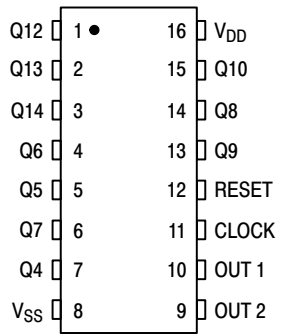 Q12 1 16 VDD
Q13 2 15 Q10
Q14 3 14 Q8
Q6 4 13 Q9
Q5 5 12 RESET
Q7 6 11 CLOCK
Q4 7 10 OUT 1
VSS 8 9 OUT 2